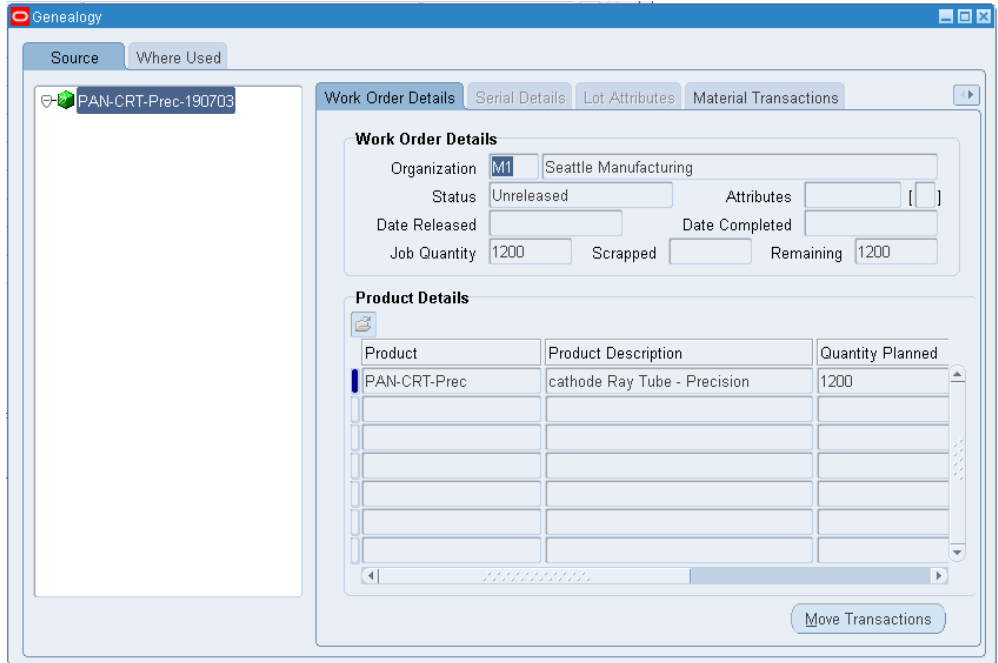 Genealogy
Source Where Used
PAN-CRT-Prec-190703
Work Order Details Serial Details Lot Attributes Material Transactions
Work Order Details
Organization M1 Seattle Manufacturing
Status Unreleased Attributes [ ]
Date Released Date Completed
Job Quantity 1200 Scrapped Remaining 1200
Product Details
Product Product Description Quantity Planned
PAN-CRT-Prec cathode Ray Tube - Precision 1200
Move Transactions